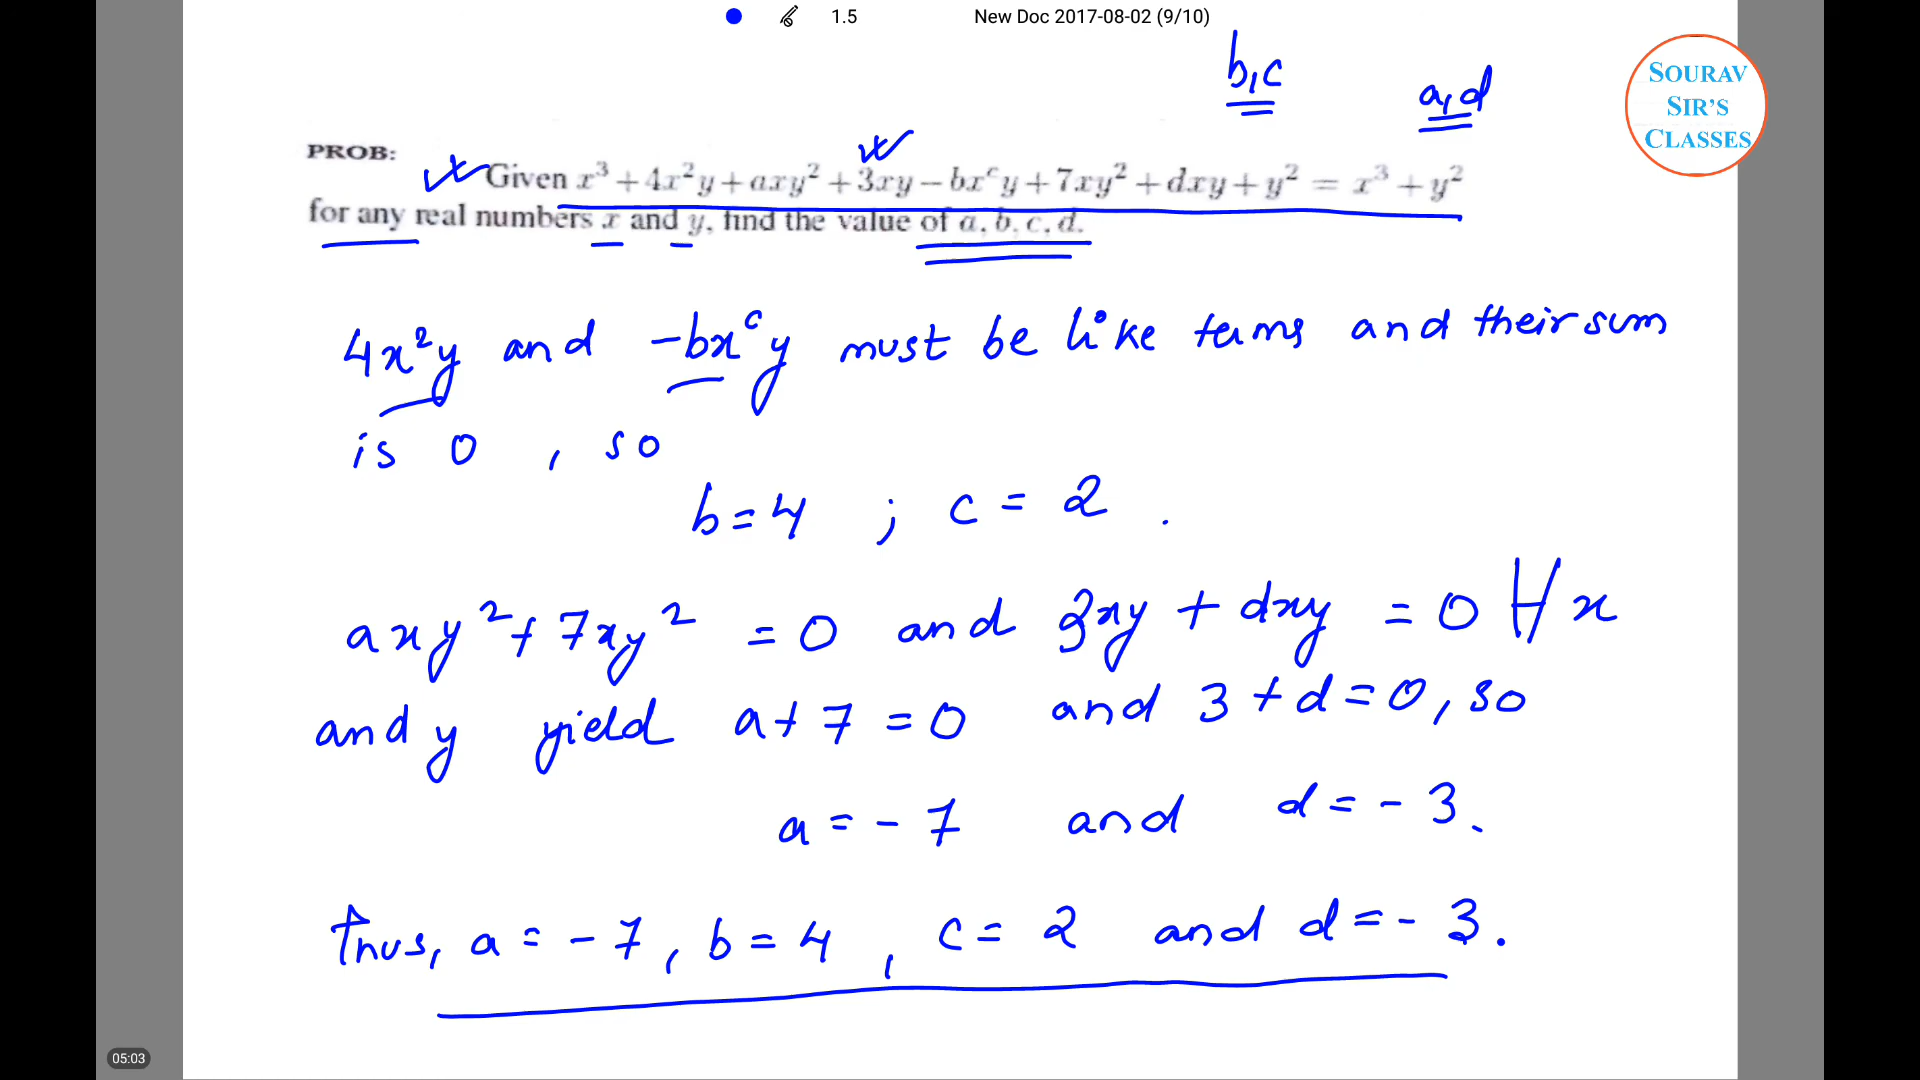 1.5 New Doc 2017-08-02 (9/10)
b,c
a,d
SOURAV
SIR'S
CLASSES
PROB:
Given x³ + 4x²y + axy² + 3xy − bxᶜy + 7xy² + dxy + y² = x³ + y²
for any real numbers x and y, find the value of a, b, c, d.
4x²y and −bxᶜy must be like terms and their sum
is 0 , so
b = 4 ; c = 2 .
axy² + 7xy² = 0 and 3xy + dxy = 0 ∀ x
and y yield a + 7 = 0 and 3 + d = 0, so
a = − 7 and d = − 3.
Thus, a = − 7, b = 4 , c = 2 and d = − 3.
05:03